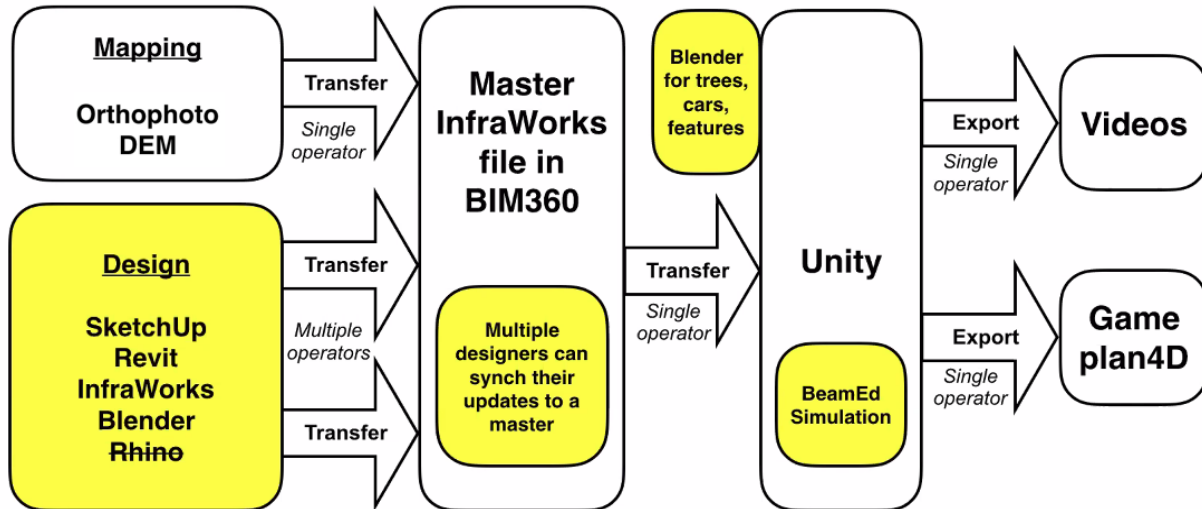 Mapping
Orthophoto
DEM
Transfer
Single
operator
Design
SketchUp
Revit
InfraWorks
Blender
Rhino
Transfer
Multiple
operators
Transfer
Master
InfraWorks
file in
BIM360
Multiple
designers can
synch their
updates to a
master
Transfer
Single
operator
Blender
for trees,
cars,
features
Unity
BeamEd
Simulation
Export
Single
operator
Videos
Export
Single
operator
Game
plan4D